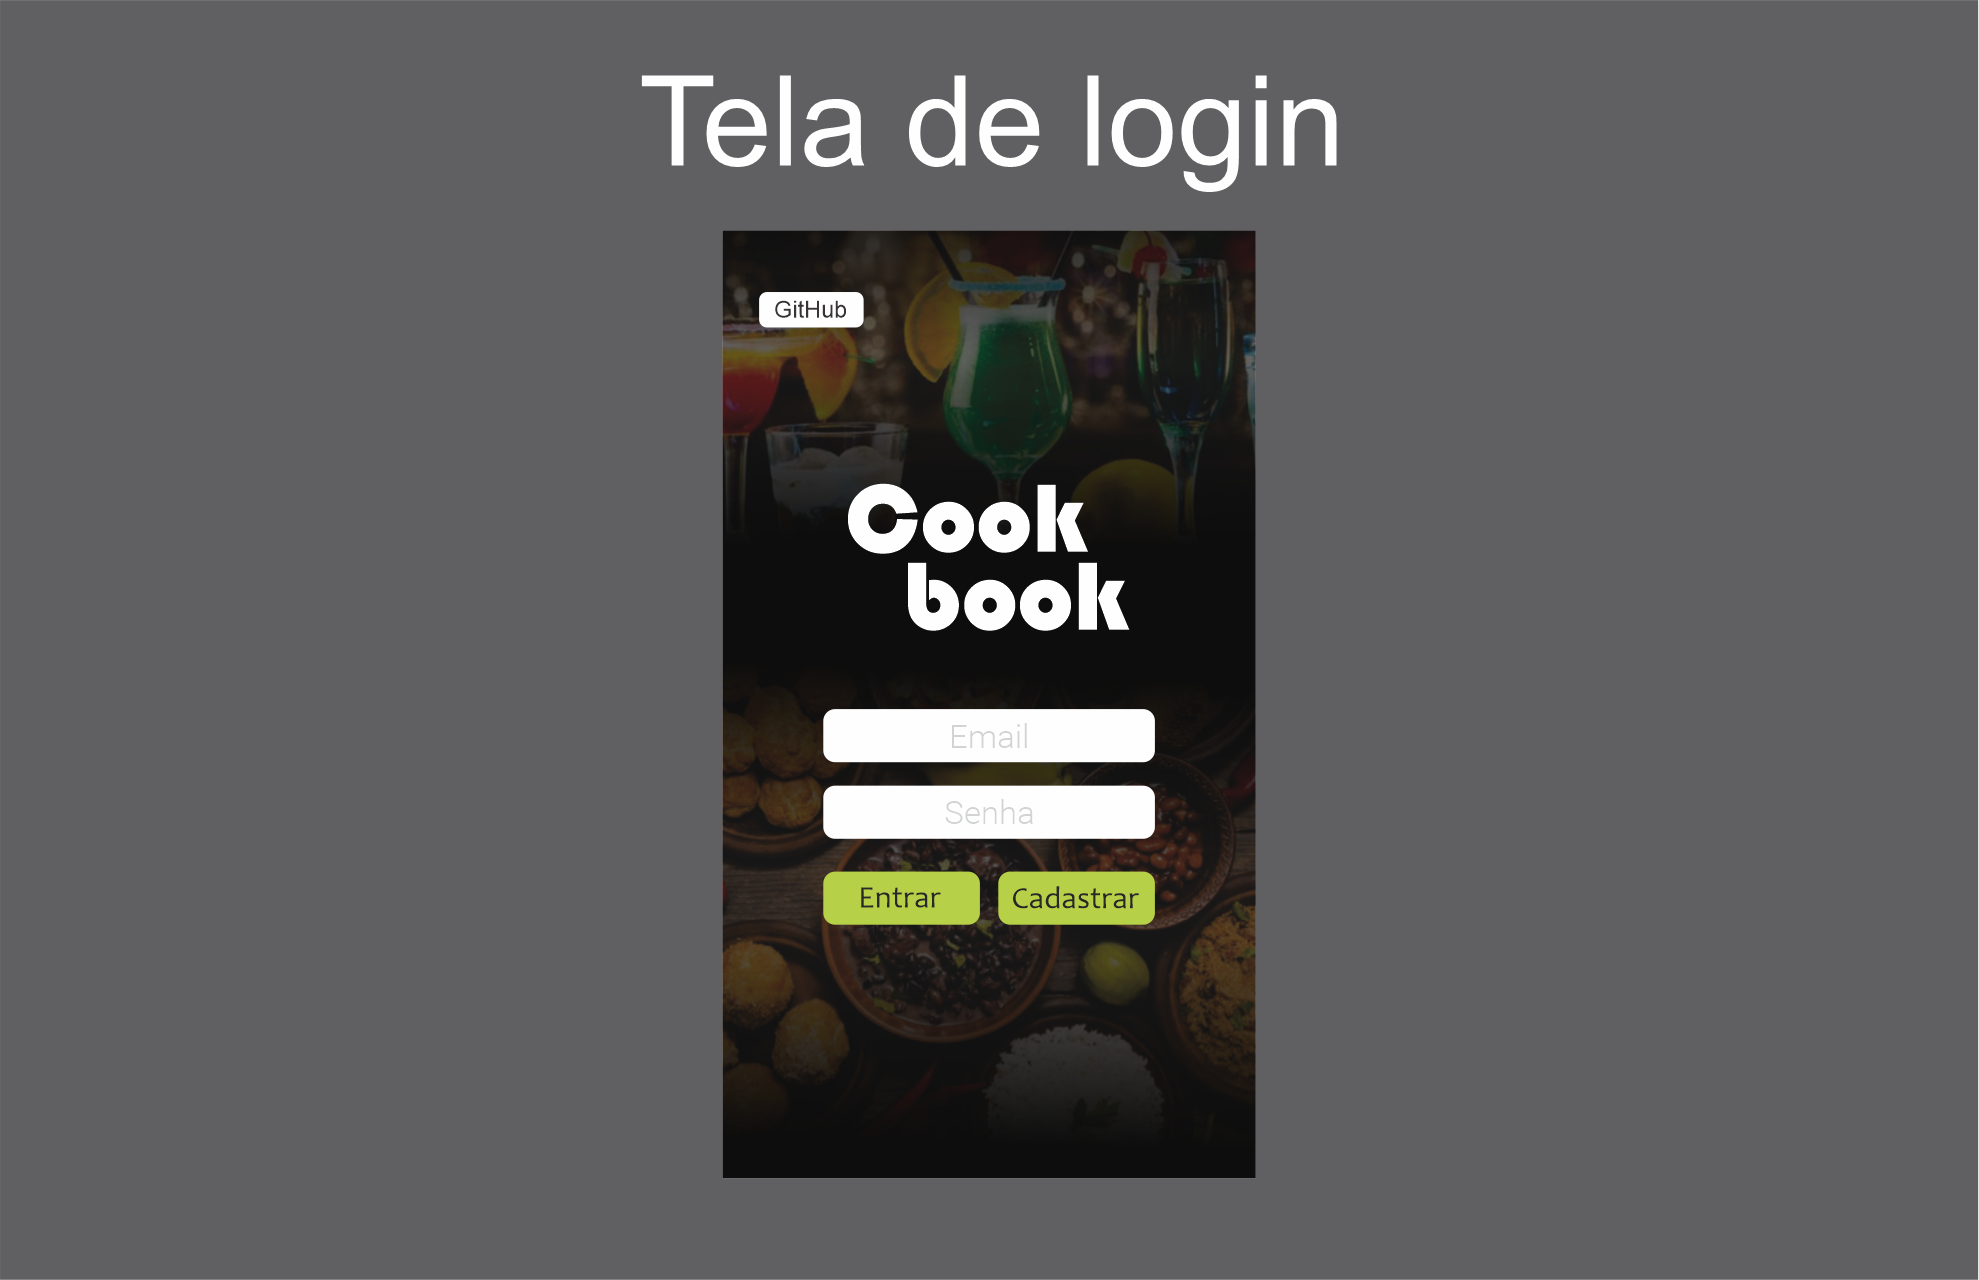 Tela de login
GitHub
Cook
book
Email
Senha
Entrar
Cadastrar